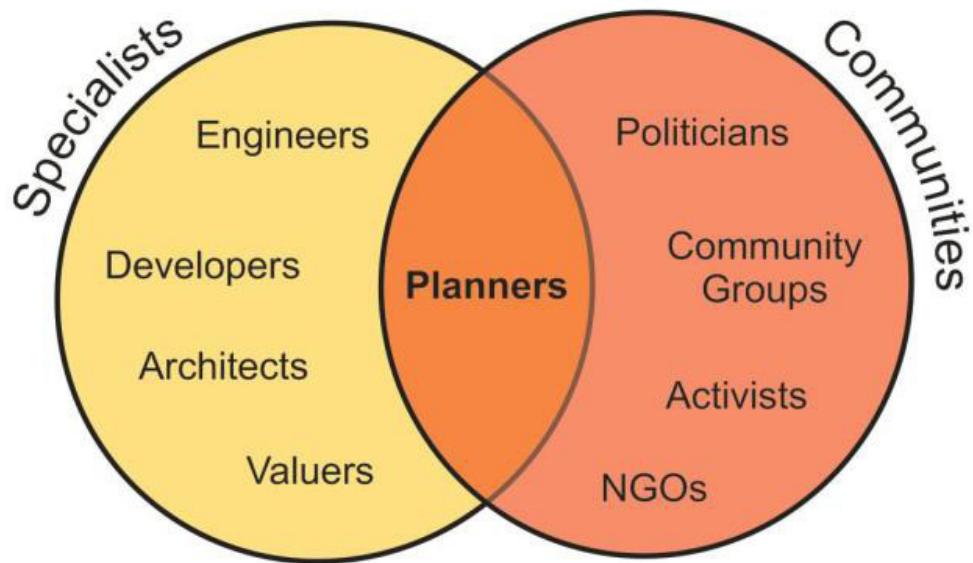 Specialists
Communities
Engineers
Developers
Architects
Valuers
Planners
Politicians
Community
Groups
Activists
NGOs